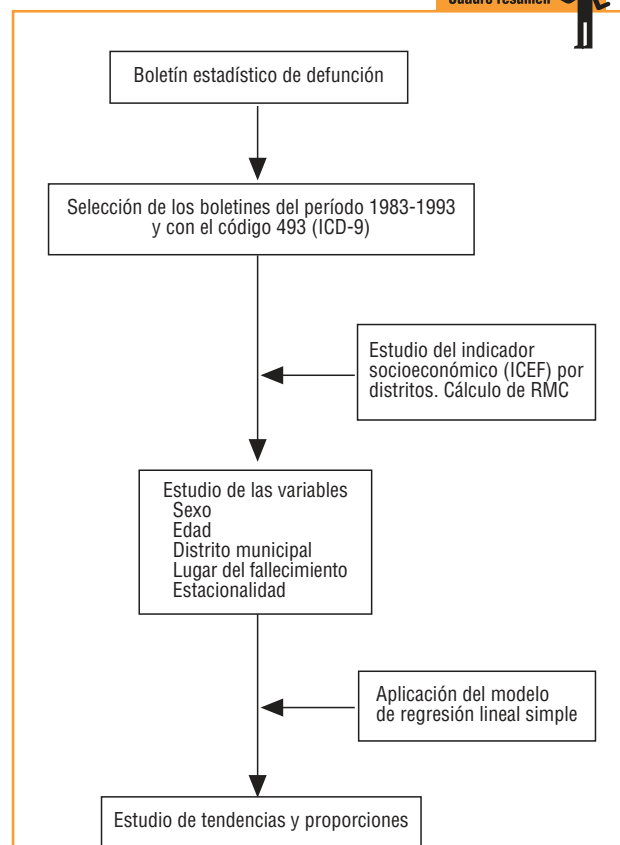 Cuadro resumen
Boletín estadístico de defunción
Selección de los boletines del período 1983-1993
y con el código 493 (ICD-9)
Estudio del indicador
socioeconómico (ICEF) por
distritos. Cálculo de RMC
Estudio de las variables
Sexo
Edad
Distrito municipal
Lugar del fallecimiento
Estacionalidad
Aplicación del modelo
de regresión lineal simple
Estudio de tendencias y proporciones